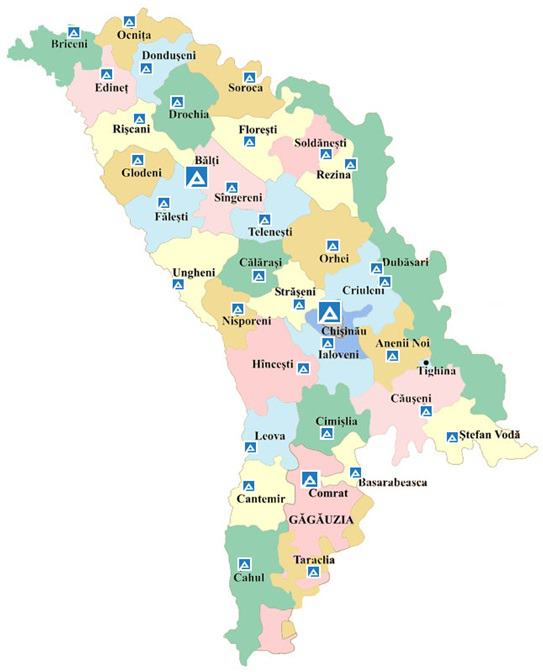 Ocnița
Briceni
Dondușeni
Edineț
Soroca
Drochia
Rîșcani
Florești
Șoldănești
Bălți
Glodeni
Rezina
Sîngereni
Fălești
Telenești
Orhei
Călărași
Dubăsari
Ungheni
Criuleni
Strășeni
Nisporeni
Chișinău
Anenii Noi
Ialoveni
Hîncești
Tighina
Căușeni
Cimișlia
Leova
Ștefan Vodă
Basarabeasca
Comrat
Cantemir
GĂGĂUZIA
Taraclia
Cahul